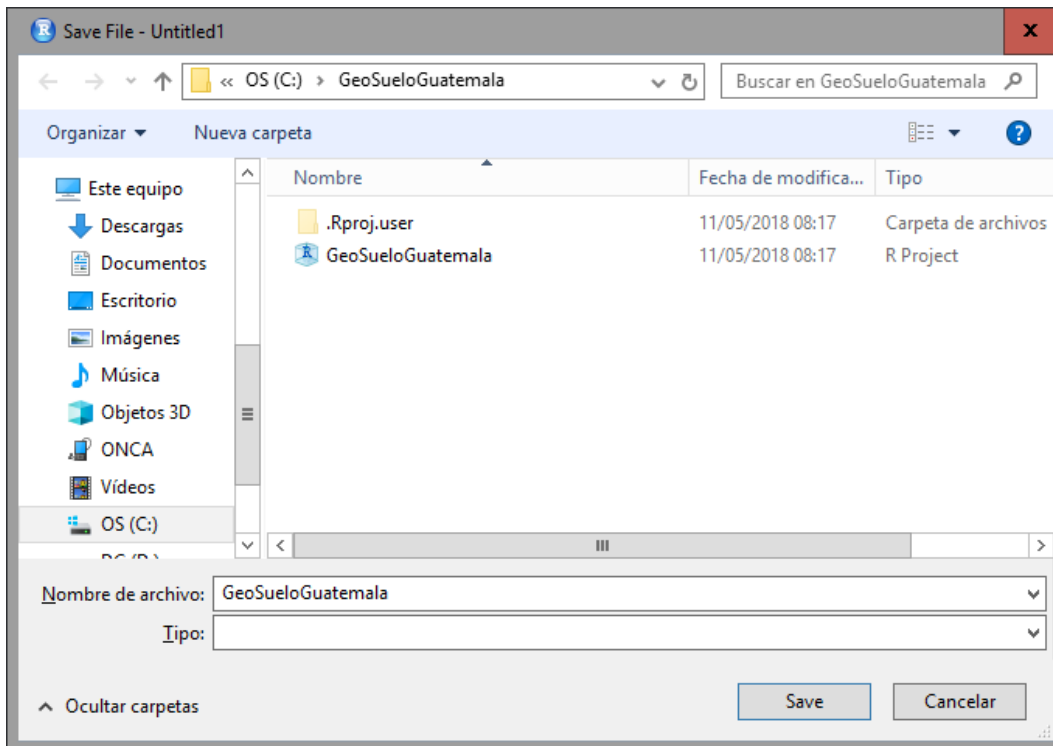 Save File - Untitled1
x
« OS (C:) › GeoSueloGuatemala
Buscar en GeoSueloGuatemala
Organizar
Nueva carpeta
?
Este equipo
Descargas
Documentos
Escritorio
Imágenes
Música
Objetos 3D
ONCA
Vídeos
OS (C:)
Nombre
Fecha de modifica...
Tipo
.Rproj.user
11/05/2018 08:17
Carpeta de archivos
GeoSueloGuatemala
11/05/2018 08:17
R Project
Nombre de archivo: GeoSueloGuatemala
Tipo:
Ocultar carpetas
Save
Cancelar